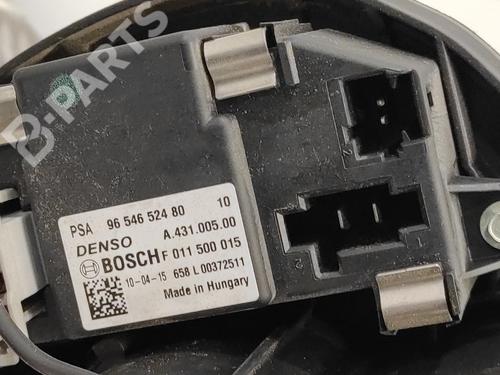 B-PARTS
PSA 96 546 524 80 10
DENSO A.431.005.00
BOSCH F 011 500 015
10-04-15 658 L 00372511
Made in Hungary
2 1